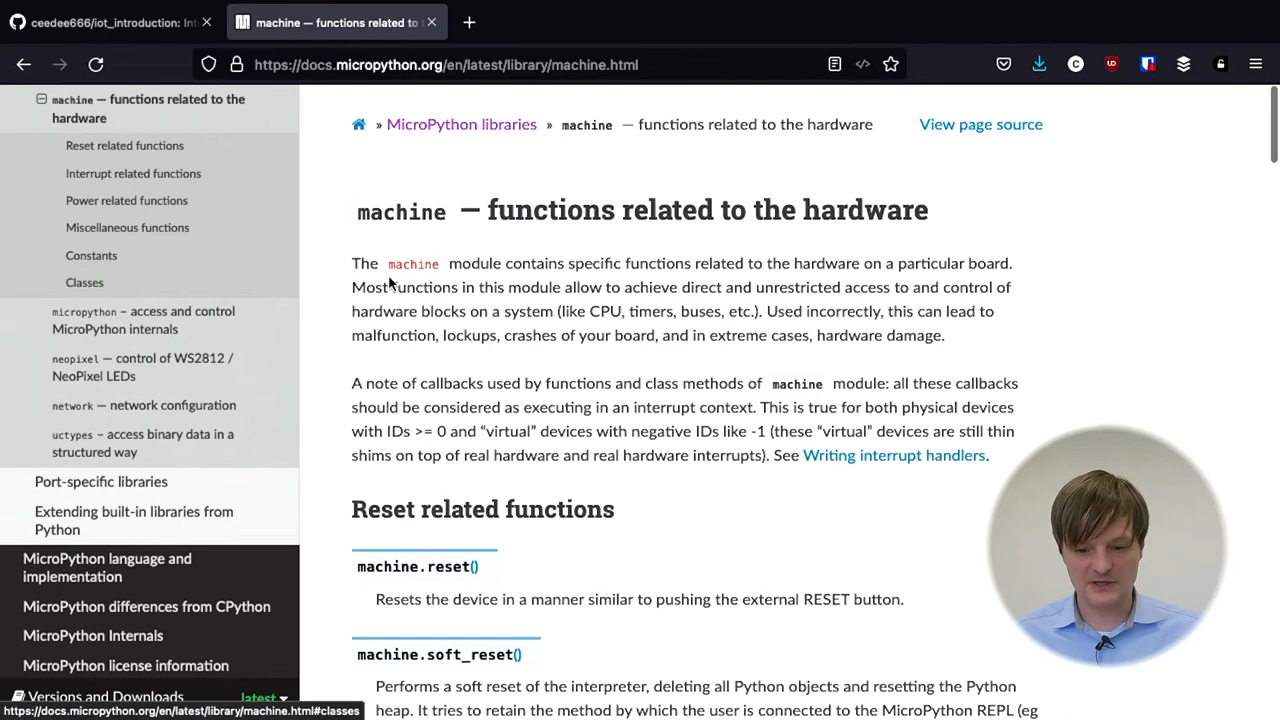 ceedee666/iot_introduction: Int
machine — functions related to
https://docs.micropython.org/en/latest/library/machine.html
machine — functions related to the
hardware
Reset related functions
Interrupt related functions
Power related functions
Miscellaneous functions
Constants
Classes
micropython – access and control
MicroPython internals
neopixel — control of WS2812 /
NeoPixel LEDs
network — network configuration
uctypes – access binary data in a
structured way
Port-specific libraries
Extending built-in libraries from
Python
MicroPython language and
implementation
MicroPython differences from CPython
MicroPython Internals
MicroPython license information
Versions and Downloads latest
https://docs.micropython.org/en/latest/library/machine.html#classes
» MicroPython libraries » machine — functions related to the hardware View page source
machine — functions related to the hardware
The machine module contains specific functions related to the hardware on a particular board.
Most functions in this module allow to achieve direct and unrestricted access to and control of
hardware blocks on a system (like CPU, timers, buses, etc.). Used incorrectly, this can lead to
malfunction, lockups, crashes of your board, and in extreme cases, hardware damage.
A note of callbacks used by functions and class methods of machine module: all these callbacks
should be considered as executing in an interrupt context. This is true for both physical devices
with IDs >= 0 and “virtual” devices with negative IDs like -1 (these “virtual” devices are still thin
shims on top of real hardware and real hardware interrupts). See Writing interrupt handlers.
Reset related functions
machine.reset()
Resets the device in a manner similar to pushing the external RESET button.
machine.soft_reset()
Performs a soft reset of the interpreter, deleting all Python objects and resetting the Python
heap. It tries to retain the method by which the user is connected to the MicroPython REPL (eg